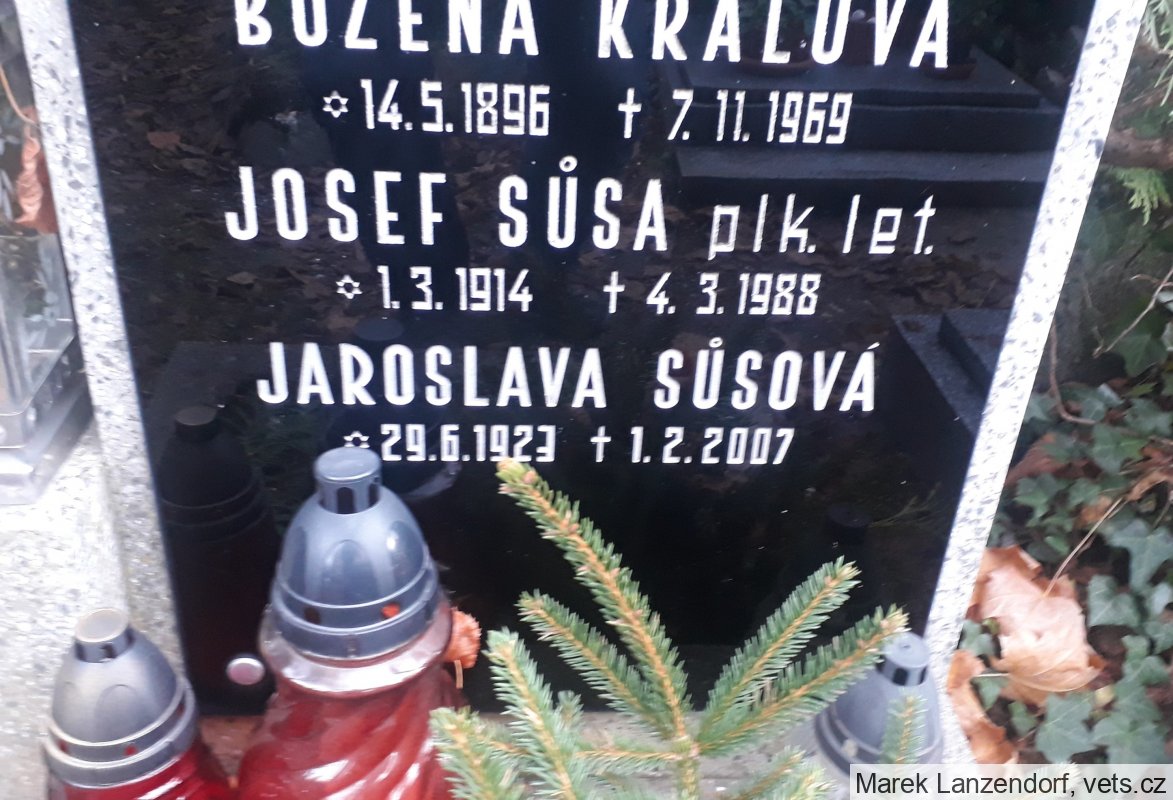 BOŽENA KRÁLOVÁ
✡ 14.5.1896 † 7.11.1969
JOSEF SŮSA plk. let.
✡ 1.3.1914 † 4.3.1988
JAROSLAVA SŮSOVÁ
✡ 29.6.1923 † 1.2.2007
Marek Lanzendorf, vets.cz